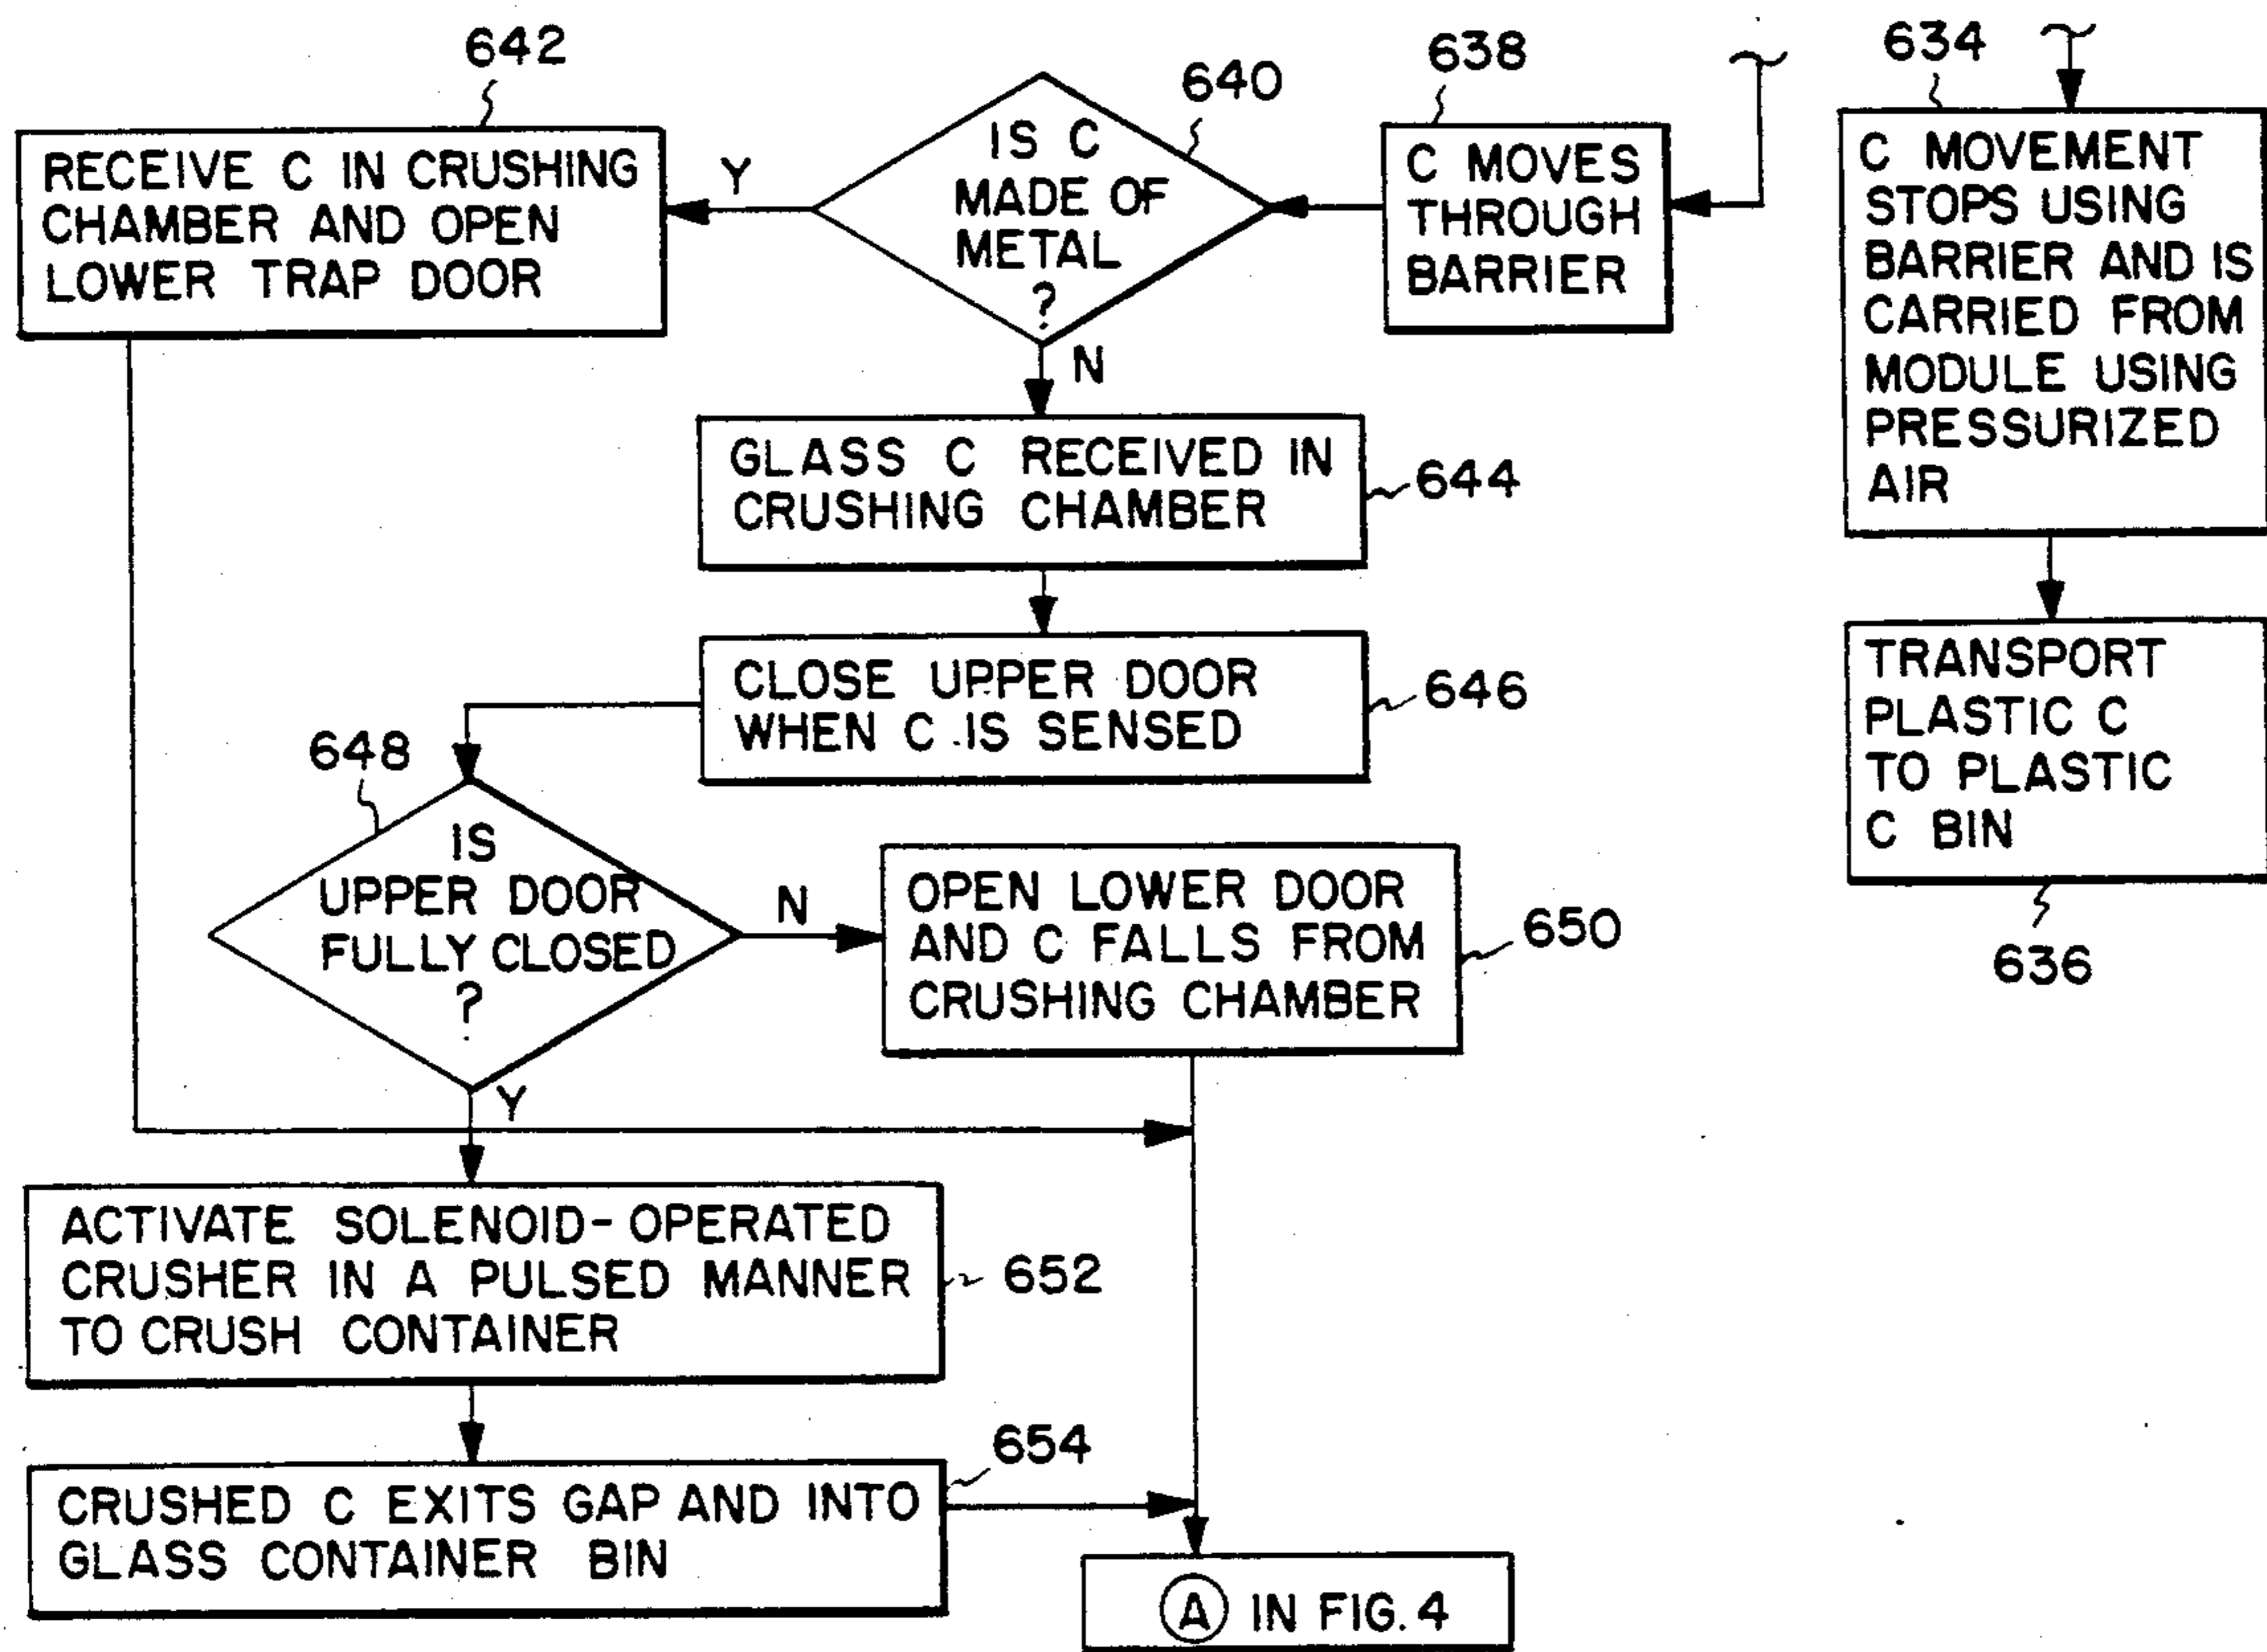 642
RECEIVE C IN CRUSHING
CHAMBER AND OPEN
LOWER TRAP DOOR
Y
640
IS C
MADE OF
METAL
?
N
638
C MOVES
THROUGH
BARRIER
634
C MOVEMENT
STOPS USING
BARRIER AND IS
CARRIED FROM
MODULE USING
PRESSURIZED
AIR
TRANSPORT
PLASTIC C
TO PLASTIC
C BIN
636
GLASS C RECEIVED IN
CRUSHING CHAMBER
644
CLOSE UPPER DOOR
WHEN C IS SENSED
646
648
IS
UPPER DOOR
FULLY CLOSED
?
N
Y
OPEN LOWER DOOR
AND C FALLS FROM
CRUSHING CHAMBER
650
ACTIVATE SOLENOID-OPERATED
CRUSHER IN A PULSED MANNER
TO CRUSH CONTAINER
652
CRUSHED C EXITS GAP AND INTO
GLASS CONTAINER BIN
654
A IN FIG. 4